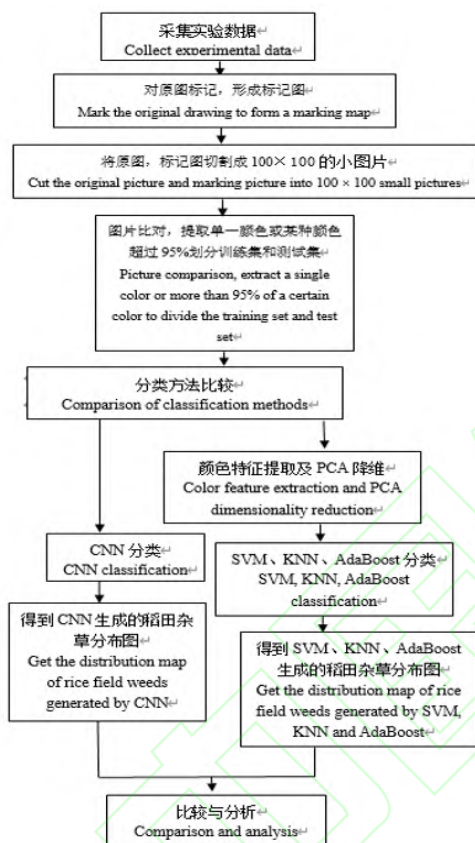 采集实验数据
Collect experimental data
对原图标记，形成标记图
Mark the original drawing to form a marking map
将原图，标记图切割成 100×100 的小图片
Cut the original picture and marking picture into 100 × 100 small pictures
图片比对，提取单一颜色或某种颜色
超过 95%划分训练集和测试集
Picture comparison, extract a single
color or more than 95% of a certain
color to divide the training set and test
set
分类方法比较
Comparison of classification methods
颜色特征提取及 PCA 降维
Color feature extraction and PCA
dimensionality reduction
CNN 分类
CNN classification
SVM、KNN、AdaBoost 分类
SVM, KNN, AdaBoost
classification
得到 CNN 生成的稻田杂
草分布图
Get the distribution map
of rice field weeds
generated by CNN
得到 SVM、KNN、AdaBoost
生成的稻田杂草分布图
Get the distribution map of rice
field weeds generated by SVM,
KNN and AdaBoost
比较与分析
Comparison and analysis